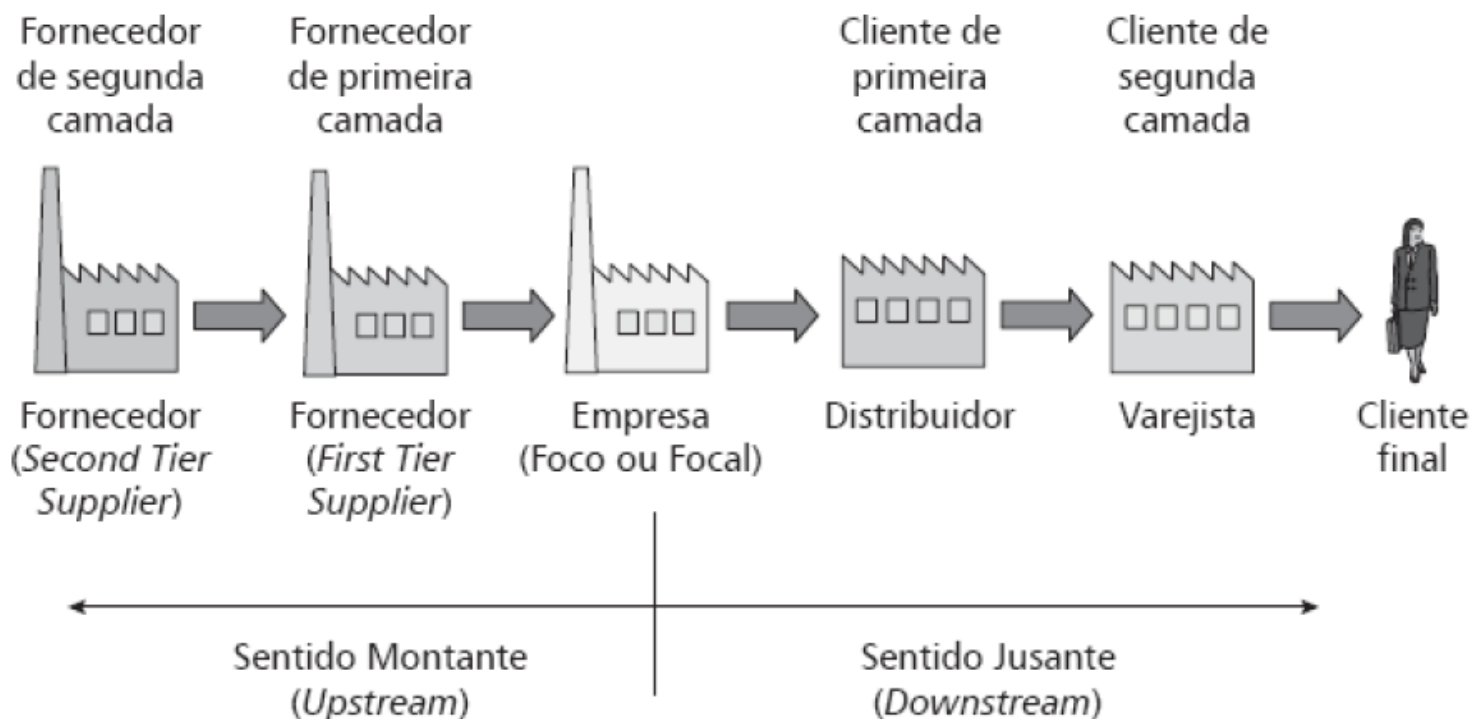 Fornecedor
de segunda
camada
Fornecedor
de primeira
camada
Cliente de
primeira
camada
Cliente de
segunda
camada
Fornecedor
(Second Tier
Supplier)
Fornecedor
(First Tier
Supplier)
Empresa
(Foco ou Focal)
Distribuidor
Varejista
Cliente
final
Sentido Montante
(Upstream)
Sentido Jusante
(Downstream)